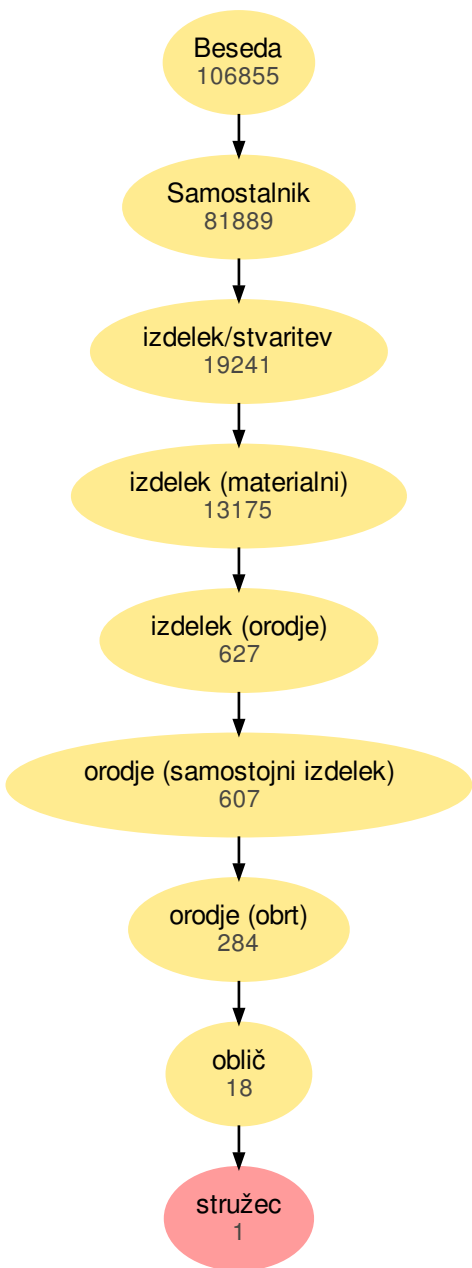 Beseda
106855
Samostalnik
81889
izdelek/stvaritev
19241
izdelek (materialni)
13175
izdelek (orodje)
627
orodje (samostojni izdelek)
607
orodje (obrt)
284
oblič
18
stružec
1